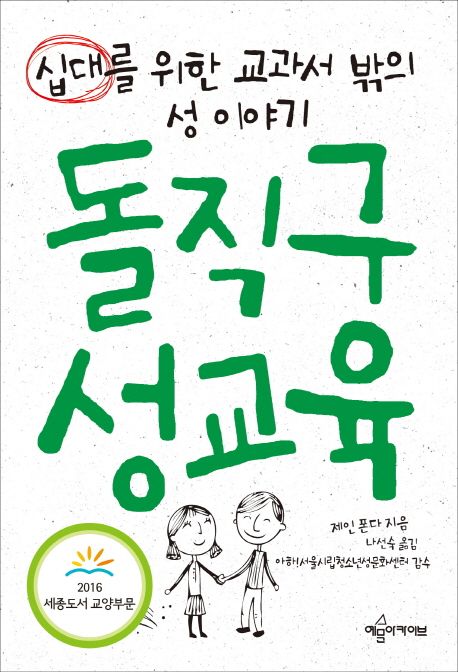 십대를 위한 교과서 밖의
성 이야기
돌직구
성교육
제인 폰다 지음
나선숙 옮김
아하!서울시립청소년성문화센터 감수
2016
세종도서 교양부문
예문아카이브